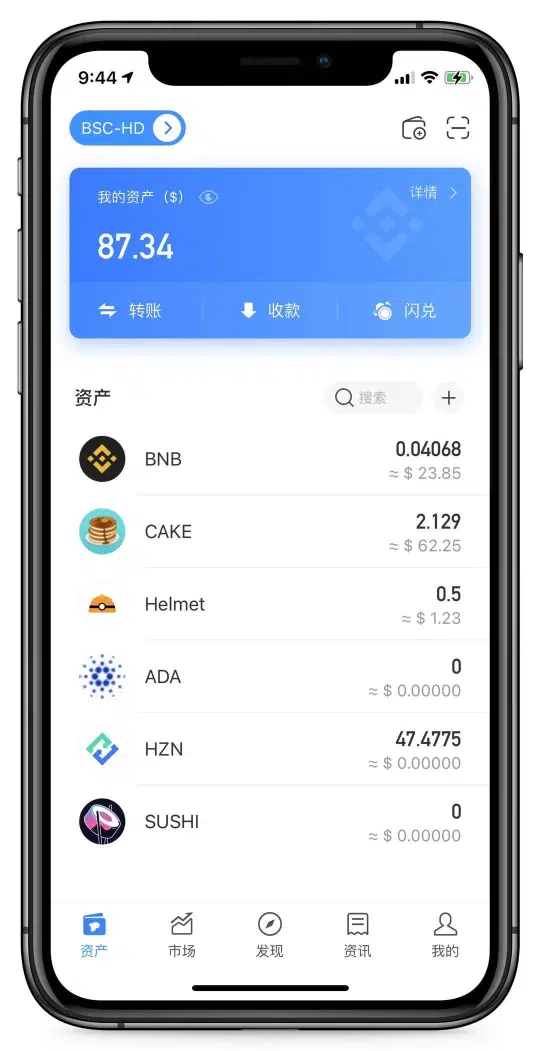 9:44
BSC-HD
我的资产（$）
详情
87.34
转账 收款 闪兑
资产
搜索
BNB 0.04068
≈ $ 23.85
CAKE 2.129
≈ $ 62.25
Helmet 0.5
≈ $ 1.23
ADA 0
≈ $ 0.00000
HZN 47.4775
≈ $ 0.00000
SUSHI 0
≈ $ 0.00000
资产 市场 发现 资讯 我的